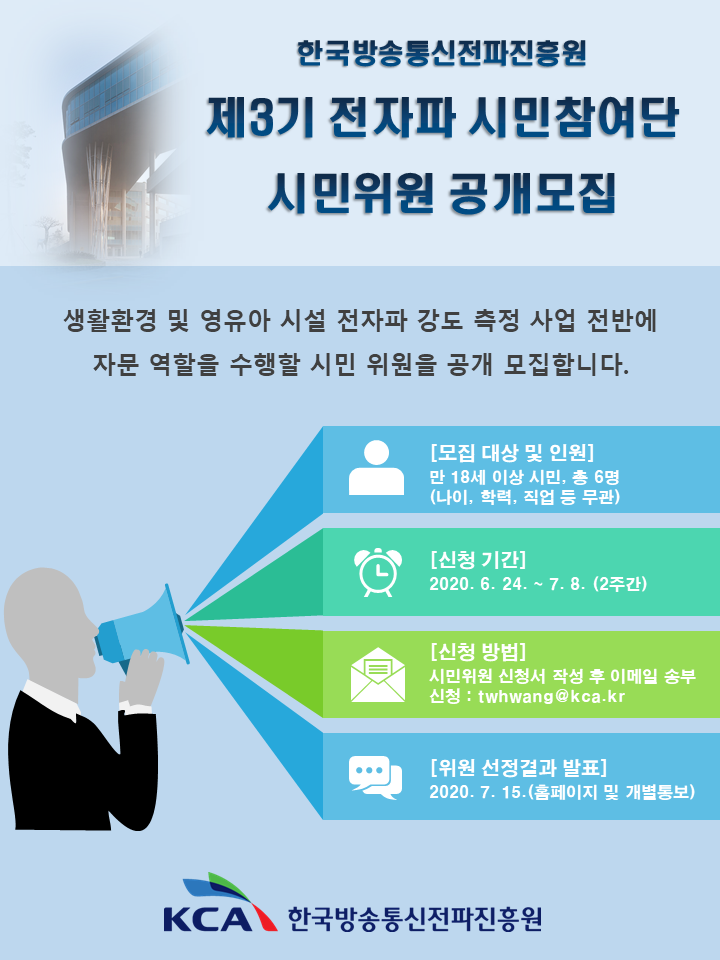 한국방송통신전파진흥원
제3기 전자파 시민참여단
시민위원 공개모집
생활환경 및 영유아 시설 전자파 강도 측정 사업 전반에
자문 역할을 수행할 시민 위원을 공개 모집합니다.
[모집 대상 및 인원]
만 18세 이상 시민, 총 6명
(나이, 학력, 직업 등 무관)
[신청 기간]
2020. 6. 24. ~ 7. 8. (2주간)
[신청 방법]
시민위원 신청서 작성 후 이메일 송부
신청 : twhwang@kca.kr
[위원 선정결과 발표]
2020. 7. 15.(홈페이지 및 개별통보)
KCA 한국방송통신전파진흥원